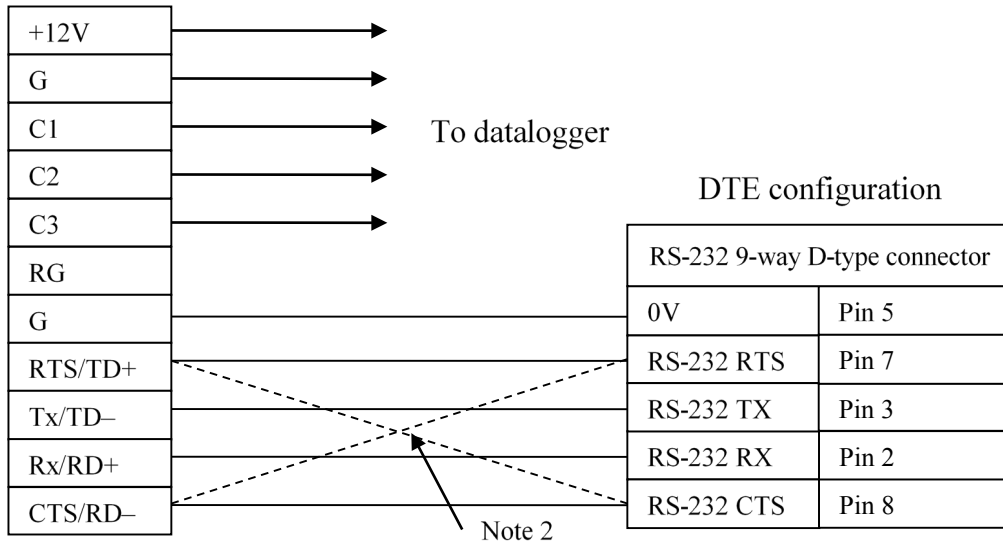 +12V
G
C1
C2
C3
RG
G
RTS/TD+
Tx/TD–
Rx/RD+
CTS/RD–
To datalogger
DTE configuration
RS-232 9-way D-type connector
0V Pin 5
RS-232 RTS Pin 7
RS-232 TX Pin 3
RS-232 RX Pin 2
RS-232 CTS Pin 8
Note 2